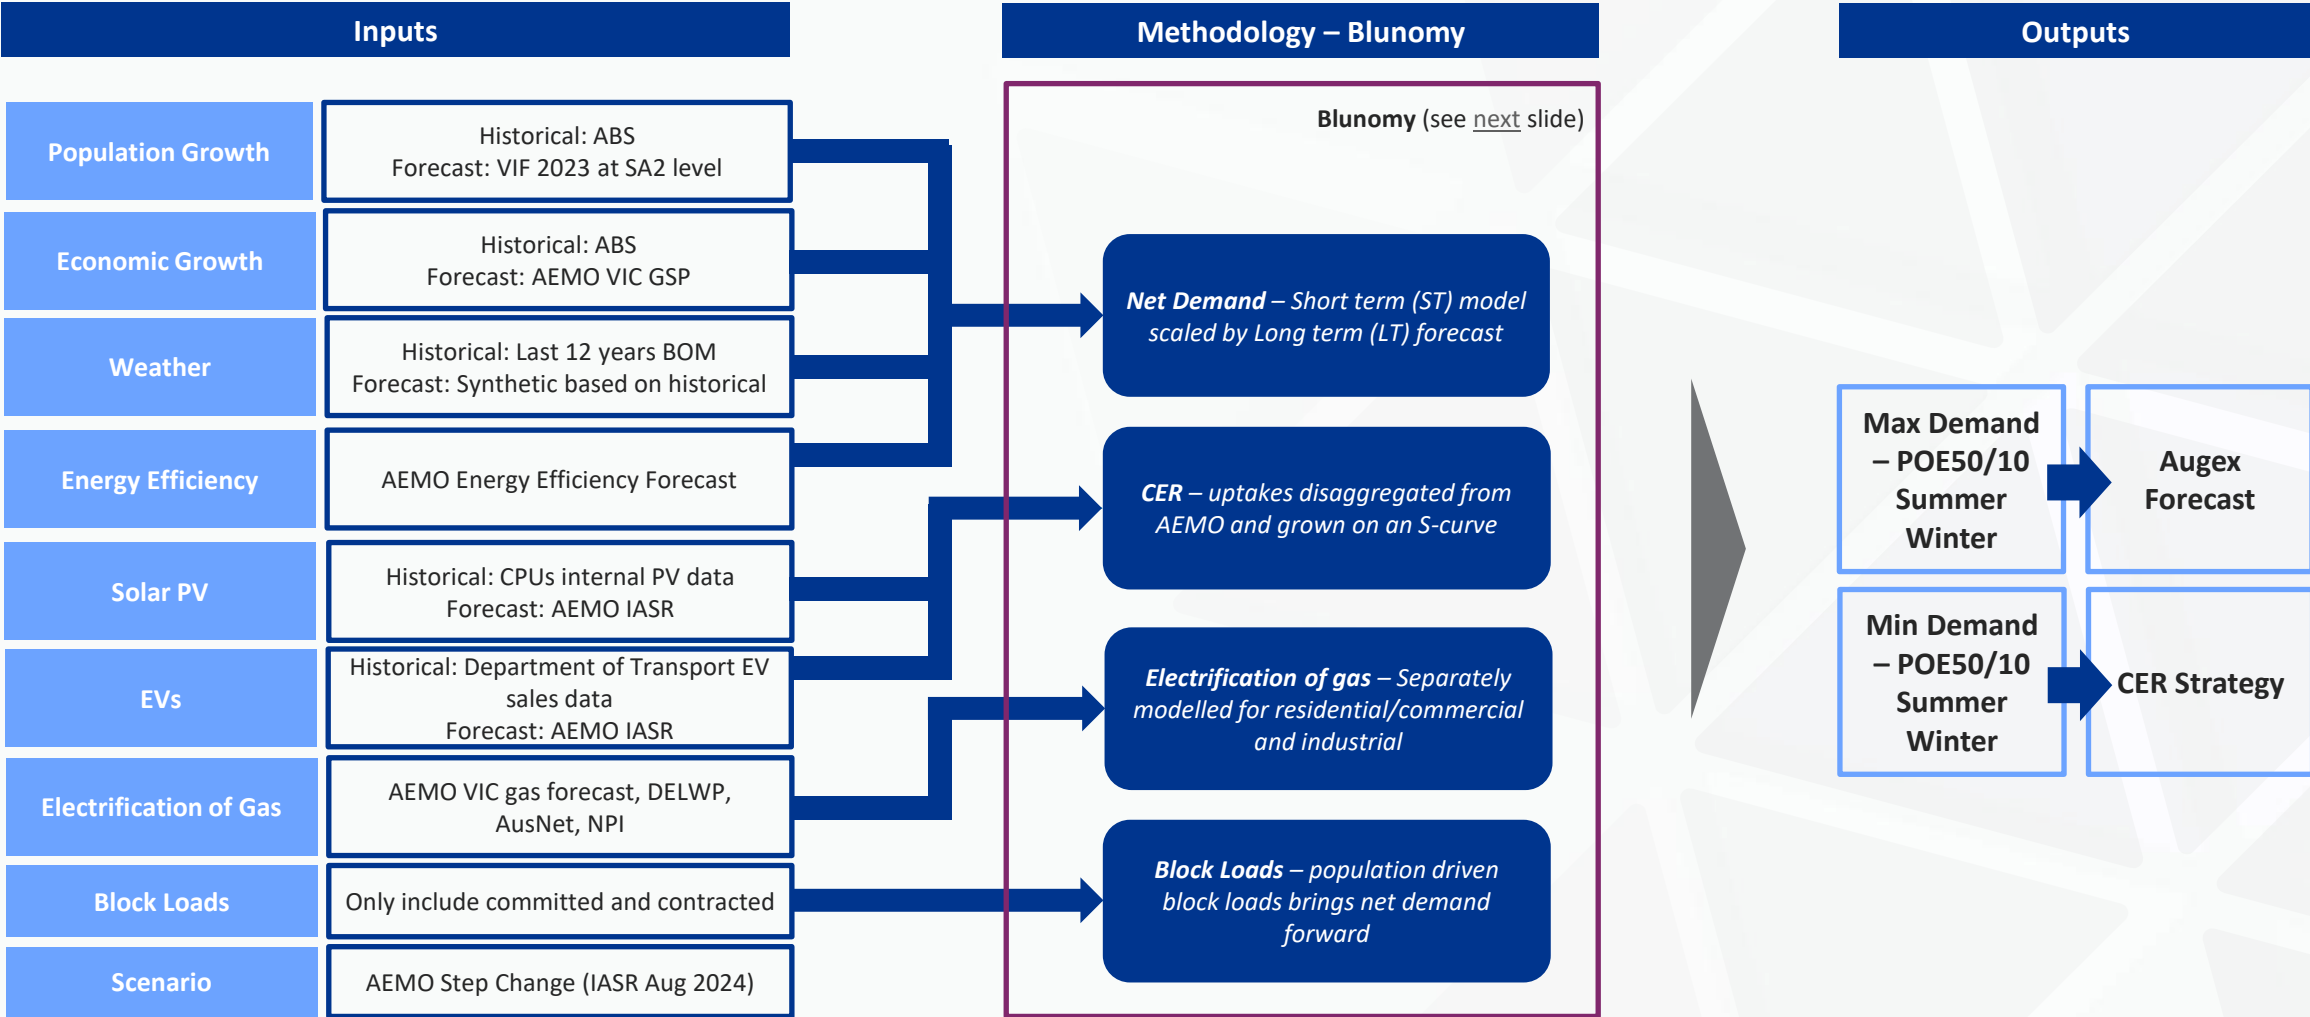 Inputs
Methodology – Blunomy
Outputs
Population Growth
Historical: ABS
Forecast: VIF 2023 at SA2 level
Economic Growth
Historical: ABS
Forecast: AEMO VIC GSP
Weather
Historical: Last 12 years BOM
Forecast: Synthetic based on historical
Energy Efficiency
AEMO Energy Efficiency Forecast
Solar PV
Historical: CPUs internal PV data
Forecast: AEMO IASR
EVs
Historical: Department of Transport EV
sales data
Forecast: AEMO IASR
Electrification of Gas
AEMO VIC gas forecast, DELWP,
AusNet, NPI
Block Loads
Only include committed and contracted
Scenario
AEMO Step Change (IASR Aug 2024)
Blunomy (see next slide)
Net Demand – Short term (ST) model
scaled by Long term (LT) forecast
CER – uptakes disaggregated from
AEMO and grown on an S-curve
Electrification of gas – Separately
modelled for residential/commercial
and industrial
Block Loads – population driven
block loads brings net demand
forward
Max Demand
– POE50/10
Summer
Winter
Augex
Forecast
Min Demand
– POE50/10
Summer
Winter
CER Strategy